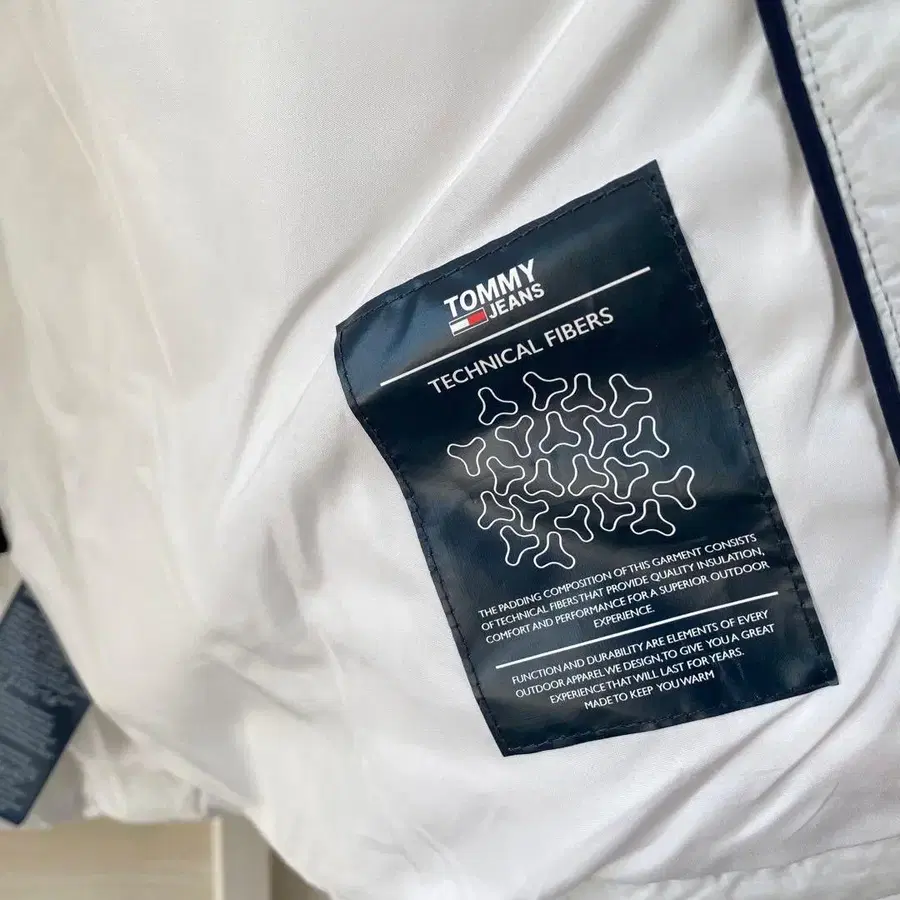 TOMMY
JEANS
TECHNICAL FIBERS
THE PADDING COMPOSITION OF THIS GARMENT CONSISTS
OF TECHNICAL FIBERS THAT PROVIDE QUALITY INSULATION,
COMFORT AND PERFORMANCE FOR A SUPERIOR OUTDOOR
EXPERIENCE.
FUNCTION AND DURABILITY ARE ELEMENTS OF EVERY
OUTDOOR APPAREL WE DESIGN, TO GIVE YOU A GREAT
EXPERIENCE THAT WILL LAST FOR YEARS.
MADE TO KEEP YOU WARM